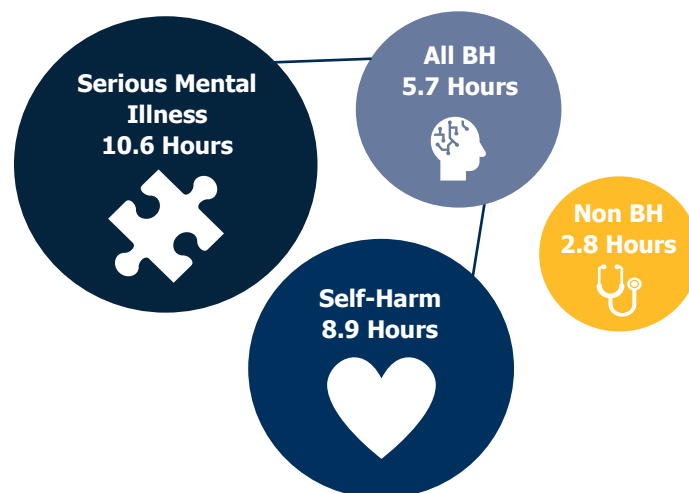 Serious Mental
Illness
10.6 Hours
All BH
5.7 Hours
Non BH
2.8 Hours
Self-Harm
8.9 Hours